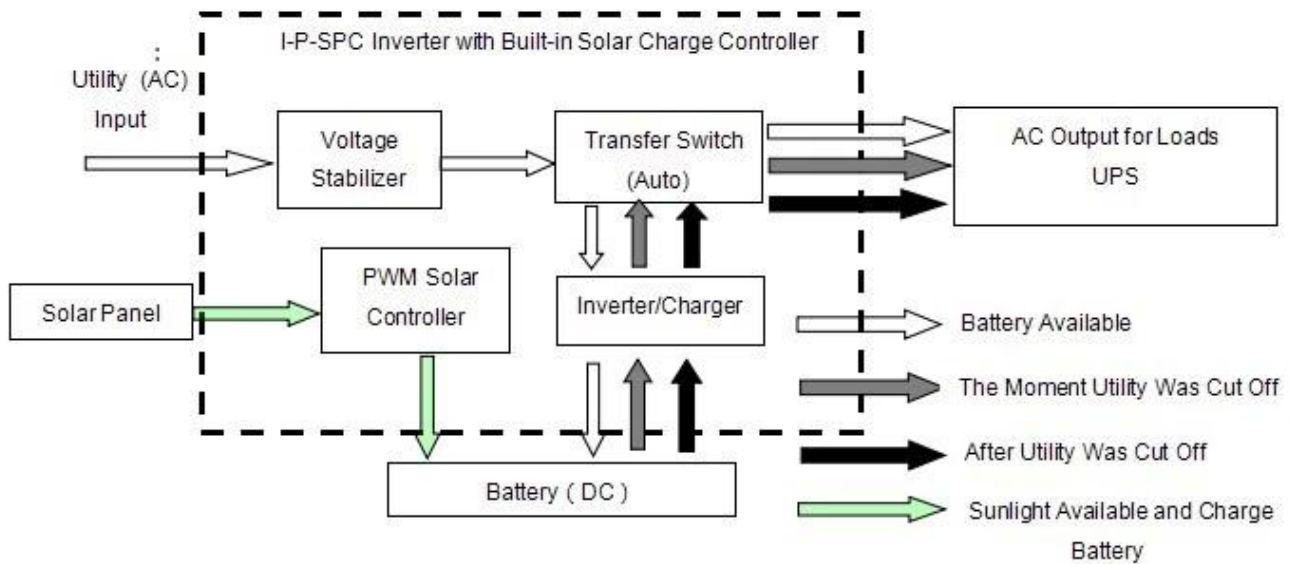 I-P-SPC Inverter with Built-in Solar Charge Controller
:
Utility (AC)
Input
Voltage
Stabilizer
Transfer Switch
(Auto)
AC Output for Loads
UPS
Solar Panel
PWM Solar
Controller
Inverter/Charger
Battery ( DC )
Battery Available
The Moment Utility Was Cut Off
After Utility Was Cut Off
Sunlight Available and Charge
Battery